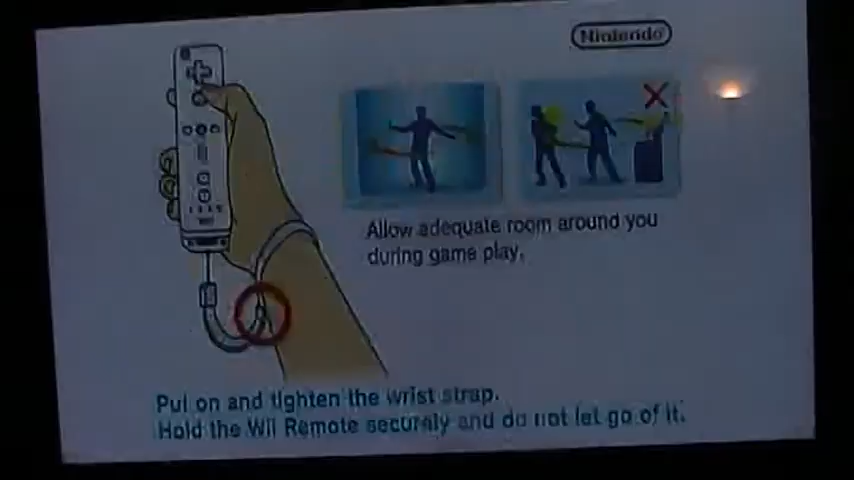 Nintendo
Allow adequate room around you
during game play.
Put on and tighten the wrist strap.
Hold the Wii Remote securely and do not let go of it.